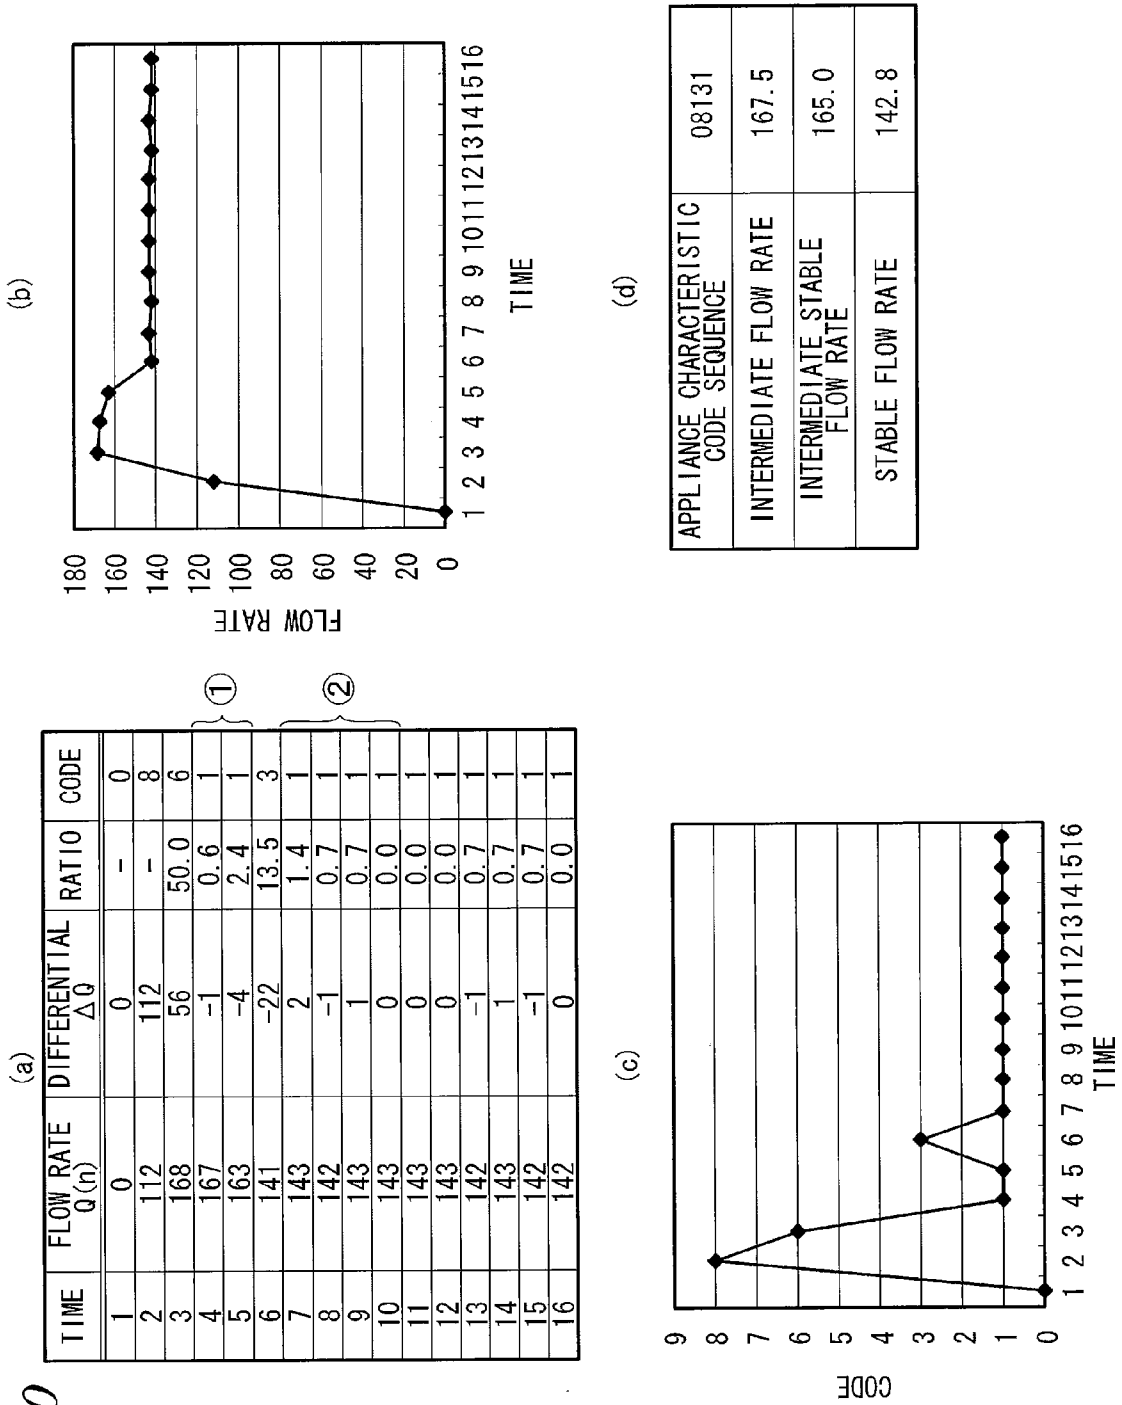 (a)
TIME FLOW RATE Q(n) DIFFERENTIAL ΔQ RATIO CODE
1 0 0 - 0
2 112 112 - 8
3 168 56 50.0 6
4 167 -1 0.6 1
5 163 -4 2.4 1
6 141 -22 13.5 3
7 143 2 1.4 1
8 142 -1 0.7 1
9 143 1 0.7 1
10 143 0 0.0 1
11 143 0 0.0 1
12 143 0 0.0 1
13 142 -1 0.7 1
14 143 1 0.7 1
15 142 -1 0.7 1
16 142 0 0.0 1
①
②
(b)
FLOW RATE
180
160
140
120
100
80
60
40
20
0
1 2 3 4 5 6 7 8 9 10 11 12 13 14 15 16
TIME
(c)
CODE
9
8
7
6
5
4
3
2
1
0
1 2 3 4 5 6 7 8 9 10 11 12 13 14 15 16
TIME
(d)
APPLIANCE CHARACTERISTIC
CODE SEQUENCE
08131
INTERMEDIATE FLOW RATE 167.5
INTERMEDIATE STABLE
FLOW RATE
165.0
STABLE FLOW RATE 142.8